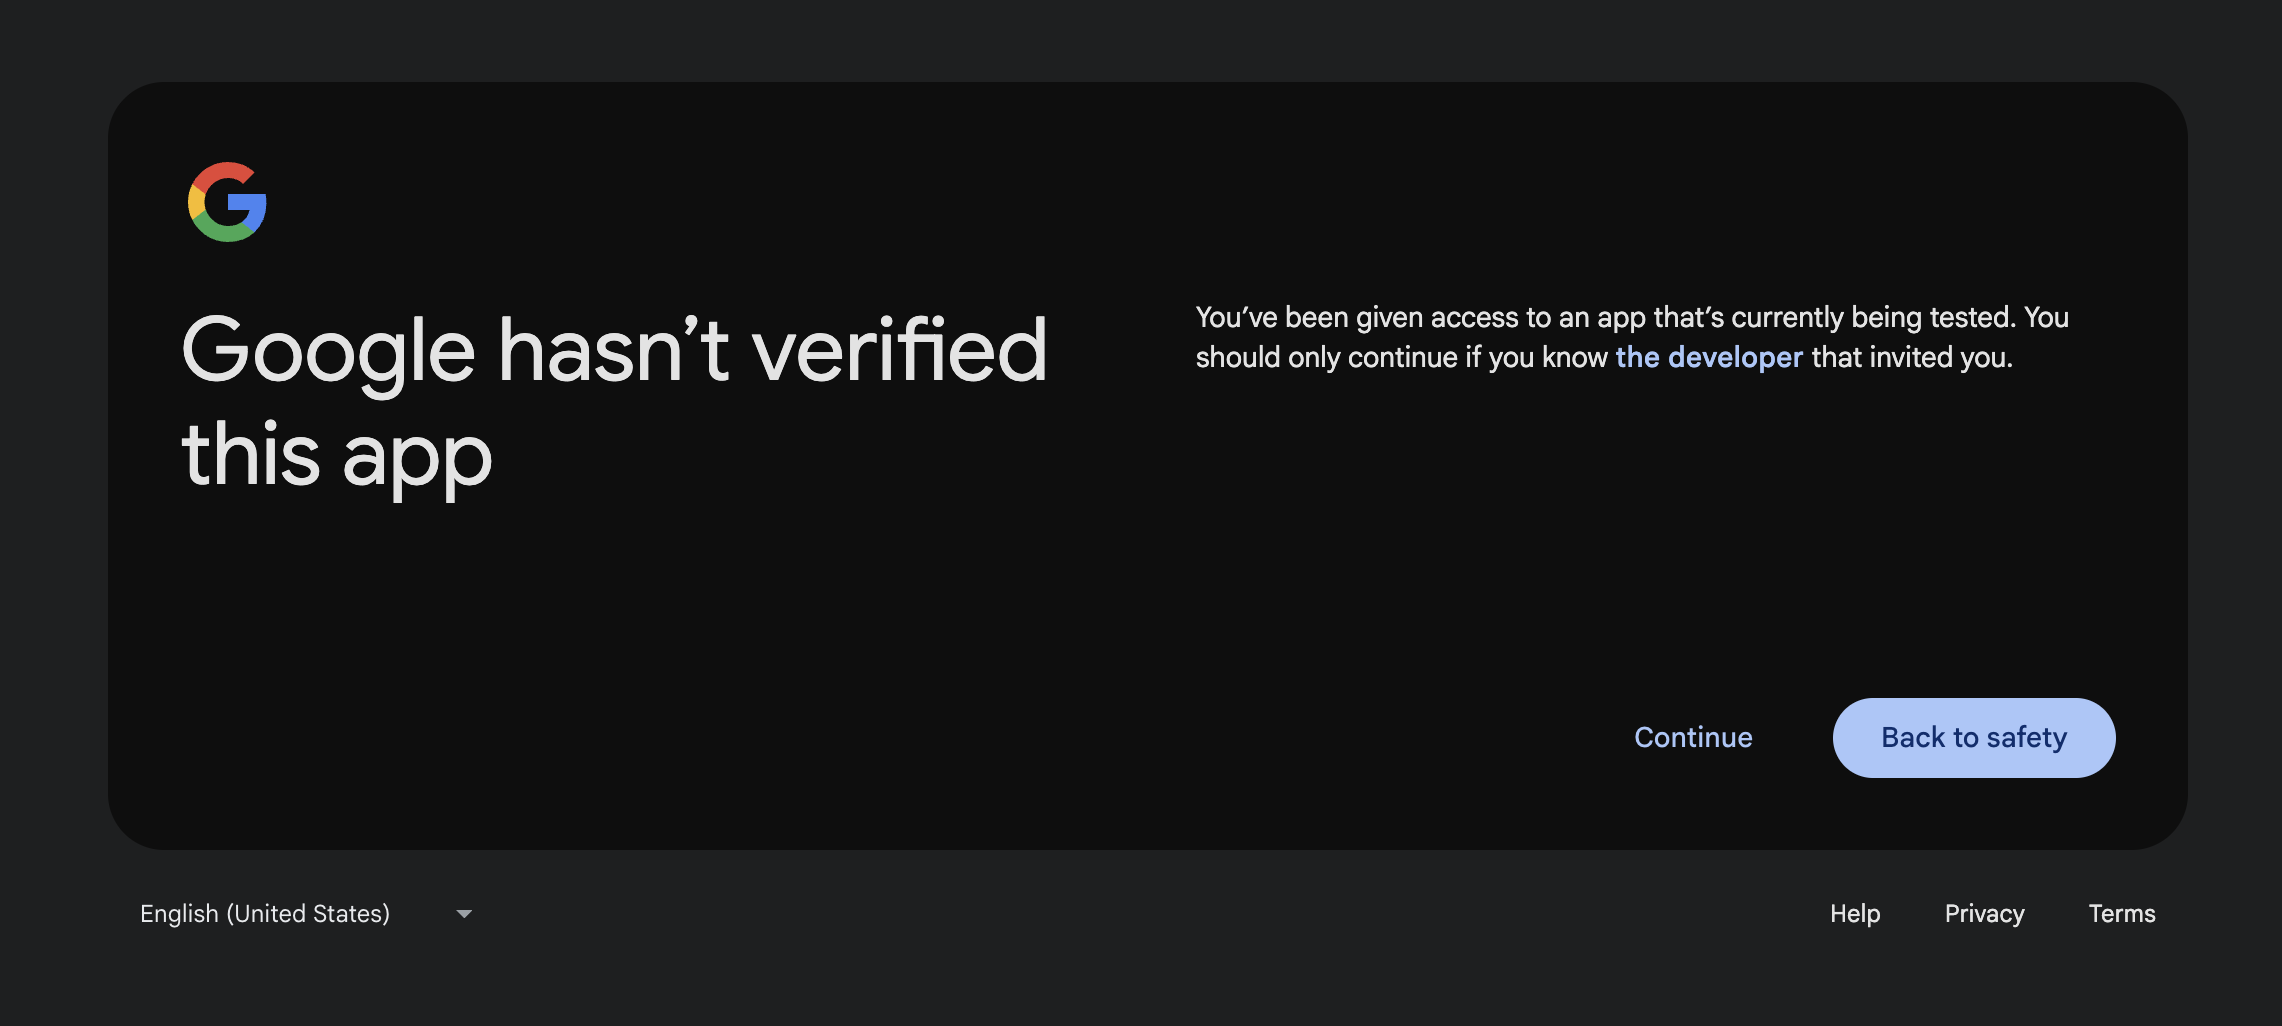 Google hasn’t verified
this app
You’ve been given access to an app that’s currently being tested. You
should only continue if you know the developer that invited you.
Continue
Back to safety
English (United States)
Help
Privacy
Terms